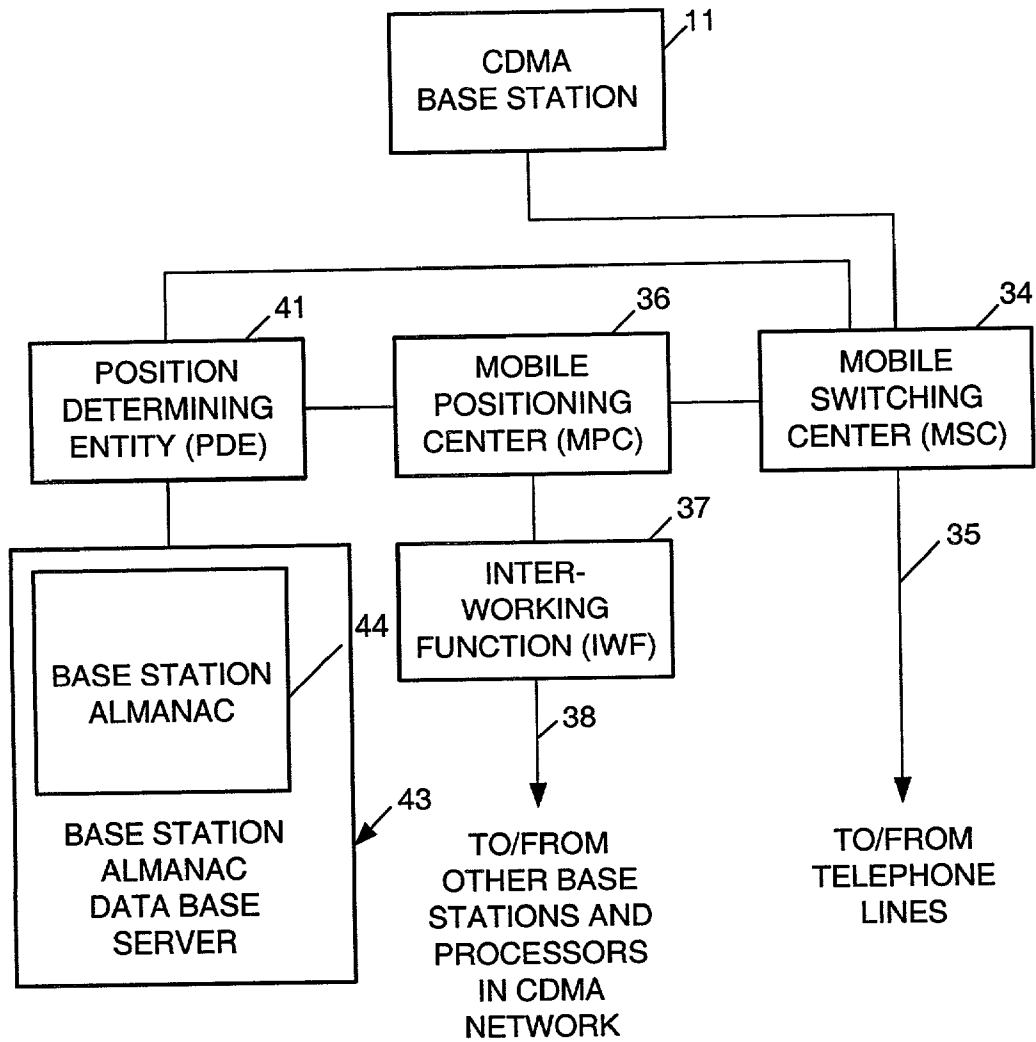 11
CDMA
BASE STATION
41
POSITION
DETERMINING
ENTITY (PDE)
36
MOBILE
POSITIONING
CENTER (MPC)
34
MOBILE
SWITCHING
CENTER (MSC)
37
INTER-
WORKING
FUNCTION (IWF)
35
44
BASE STATION
ALMANAC
38
43
BASE STATION
ALMANAC
DATA BASE
SERVER
TO/FROM
OTHER BASE
STATIONS AND
PROCESSORS
IN CDMA
NETWORK
TO/FROM
TELEPHONE
LINES